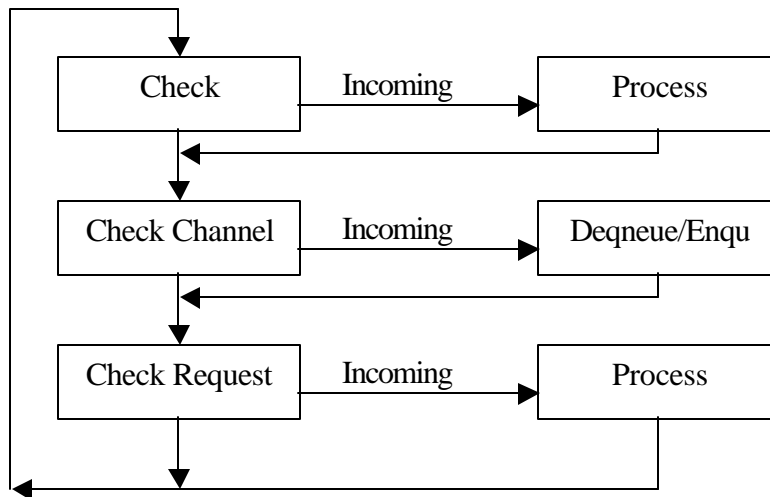 Check
Incoming
Process
Check Channel
Incoming
Deqneue/Enqu
Check Request
Incoming
Process